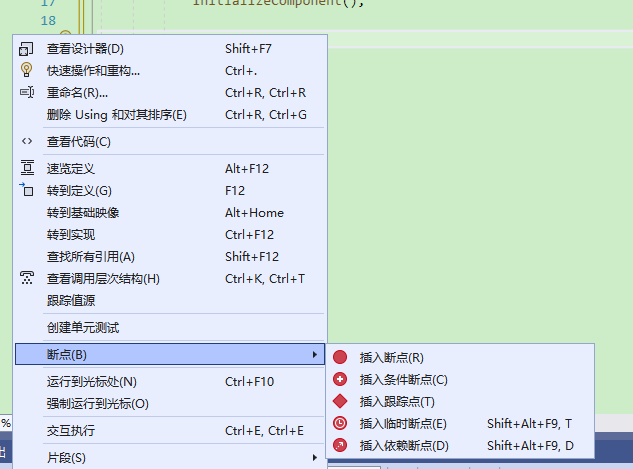 17 InitializeComponent();
18
查看设计器(D) Shift+F7
快速操作和重构... Ctrl+.
重命名(R)... Ctrl+R, Ctrl+R
删除 Using 和对其排序(E) Ctrl+R, Ctrl+G
查看代码(C)
速览定义 Alt+F12
转到定义(G) F12
转到基础映像 Alt+Home
转到实现 Ctrl+F12
查找所有引用(A) Shift+F12
查看调用层次结构(H) Ctrl+K, Ctrl+T
跟踪值源
创建单元测试
断点(B)
插入断点(R)
运行到光标处(N) Ctrl+F10
插入条件断点(C)
强制运行到光标(O)
插入跟踪点(T)
% 交互执行 Ctrl+E, Ctrl+E
插入临时断点(E) Shift+Alt+F9, T
出 片段(S)
插入依赖断点(D) Shift+Alt+F9, D